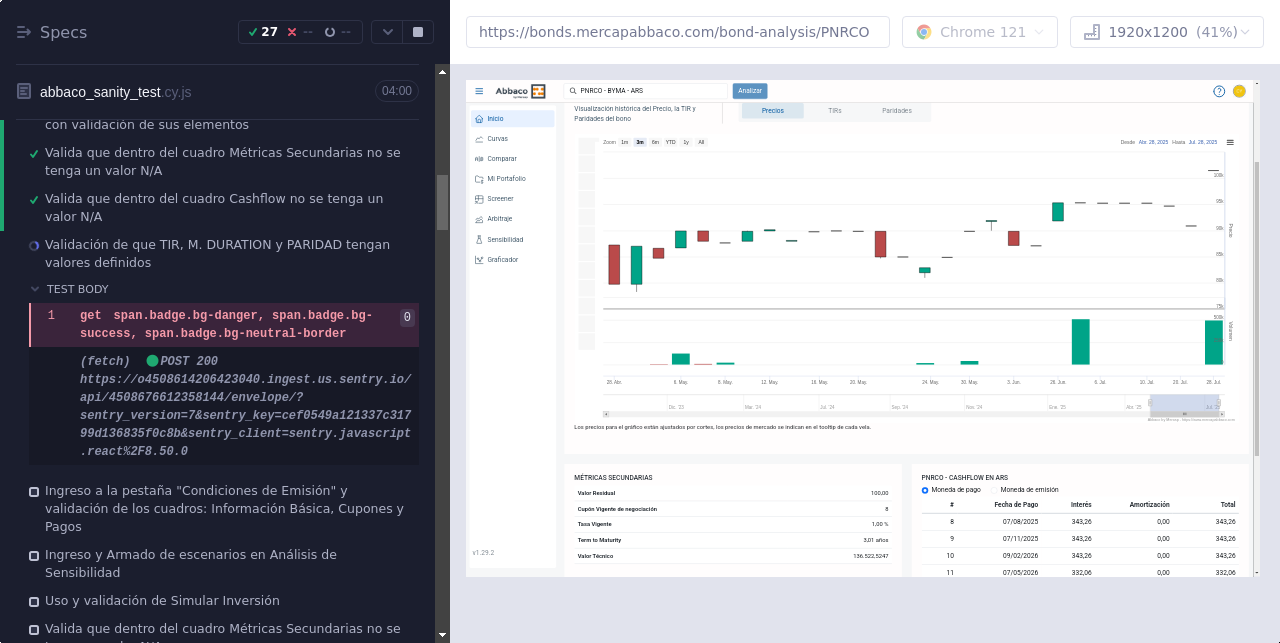 Specs
27
--
--
abbaco_sanity_test.cy.js
04:00
con validación de sus elementos
Valida que dentro del cuadro Métricas Secundarias no se
tenga un valor N/A
Valida que dentro del cuadro Cashflow no se tenga un
valor N/A
Validación de que TIR, M. DURATION y PARIDAD tengan
valores definidos
TEST BODY
1 get span.badge.bg-danger, span.badge.bg-
success, span.badge.bg-neutral-border
0
(fetch) POST 200
https://o4508614206423040.ingest.us.sentry.io/
api/4508676612358144/envelope/?
sentry_version=7&sentry_key=cef0549a121337c317
99d136835f0c8b&sentry_client=sentry.javascript
.react%2F8.50.0
Ingreso a la pestaña "Condiciones de Emisión" y
validación de los cuadros: Información Básica, Cupones y
Pagos
Ingreso y Armado de escenarios en Análisis de
Sensibilidad
Uso y validación de Simular Inversión
Valida que dentro del cuadro Métricas Secundarias no se
https://bonds.mercapabbaco.com/bond-analysis/PNRCO
Chrome 121
1920x1200 (41%)
Abbaco
PNRCO - BYMA - ARS
Analizar
Inicio
Curvas
Comparar
Mi Portafolio
Screener
Arbitraje
Sensibilidad
Graficador
v1.29.2
Visualización histórica del Precio, la TIR y
Paridades del bono
Precios
TIRs
Paridades
Zoom 1m 3m 6m YTD 1y All
Desde Abr. 28, 2025 Hasta Jul. 28, 2025
100k
95k
90k
85k
80k
75k
Precio
Volumen
28. Abr. 6. May. 8. May. 12. May. 16. May. 20. May. 24. May. 30. May. 3. Jun. 26. Jun. 6. Jul. 10. Jul. 28. Jul. 28. Jul.
Dic. '23 Mar. '24 Jul. '24 Sep. '24 Nov. '24 Ene. '25 Abr. '25 Jul. '25
Los precios para el gráfico están ajustados por cortes, los precios de mercado se indican en el tooltip de cada vela.
MÉTRICAS SECUNDARIAS
Valor Residual 100,00
Cupón Vigente de negociación 8
Tasa Vigente 1,00 %
Term to Maturity 3,01 años
Valor Técnico 136.522,5247
PNRCO - CASHFLOW EN ARS
Moneda de pago Moneda de emisión
# Fecha de Pago Interés Amortización Total
8 07/08/2025 343,26 0,00 343,26
9 07/11/2025 343,26 0,00 343,26
10 09/02/2026 343,26 0,00 343,26
11 07/05/2026 332,06 0,00 332,06